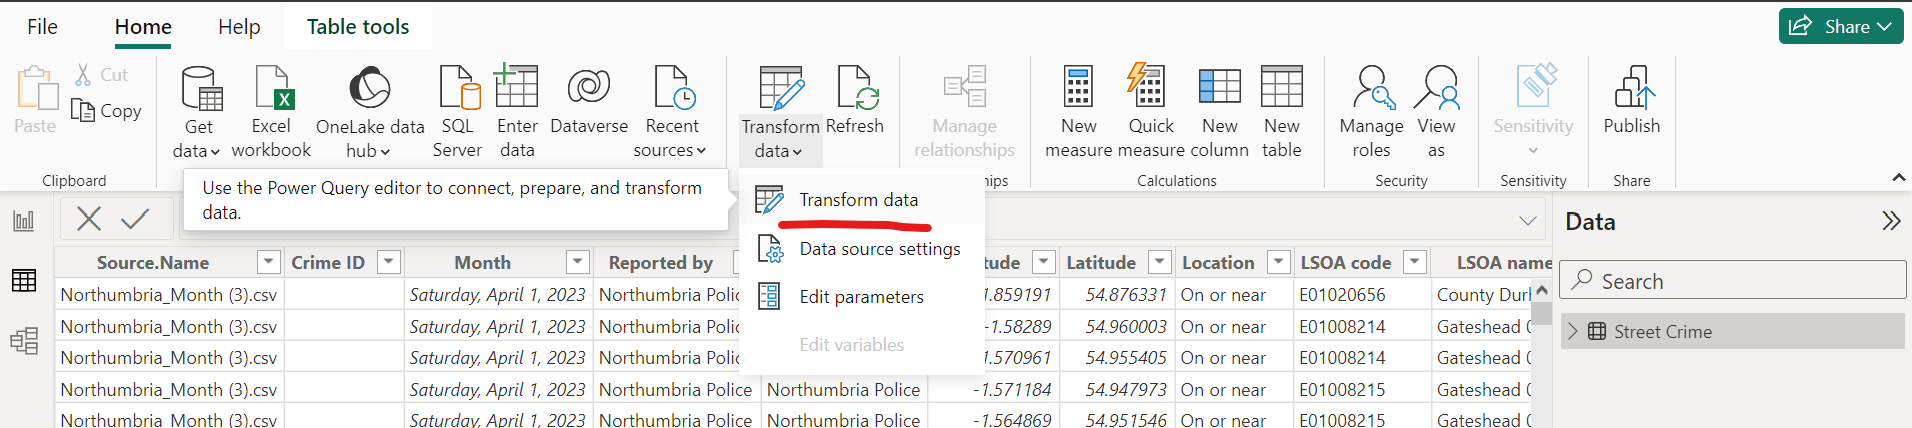 File Home Help Table tools Share
Cut
Copy
Paste
Get data
Excel workbook
OneLake data hub
SQL Server
Enter data
Dataverse
Recent sources
Transform data
Refresh
Manage relationships
New measure
Quick measure
New column
New table
Manage roles
View as
Sensitivity
Publish
Clipboard
Calculations
Security
Sensitivity
Share
Use the Power Query editor to connect, prepare, and transform
data.
Transform data
Data source settings
Edit parameters
Edit variables
Data
Search
Street Crime
Source.Name Crime ID Month Reported by Latitude Location LSOA code LSOA name
Northumbria_Month (3).csv Saturday, April 1, 2023 Northumbria 1.859191 54.876331 On or near E01020656 County
Northumbria_Month (3).csv Saturday, April 1, 2023 Northumbria -1.58289 54.960003 On or near E01008214 Gateshead
Northumbria_Month (3).csv Saturday, April 1, 2023 Northumbria 1.570961 54.955405 On or near E01008214 Gateshead
Northumbria_Month (3).csv Saturday, April 1, 2023 Northumbria Police Northumbria Police -1.571184 54.947973 On or near E01008215 Gateshead
Northumbria_Month (3).csv Saturday, April 1, 2023 Northumbria Police Northumbria Police -1.564869 54.951546 On or near E01008215 Gateshead